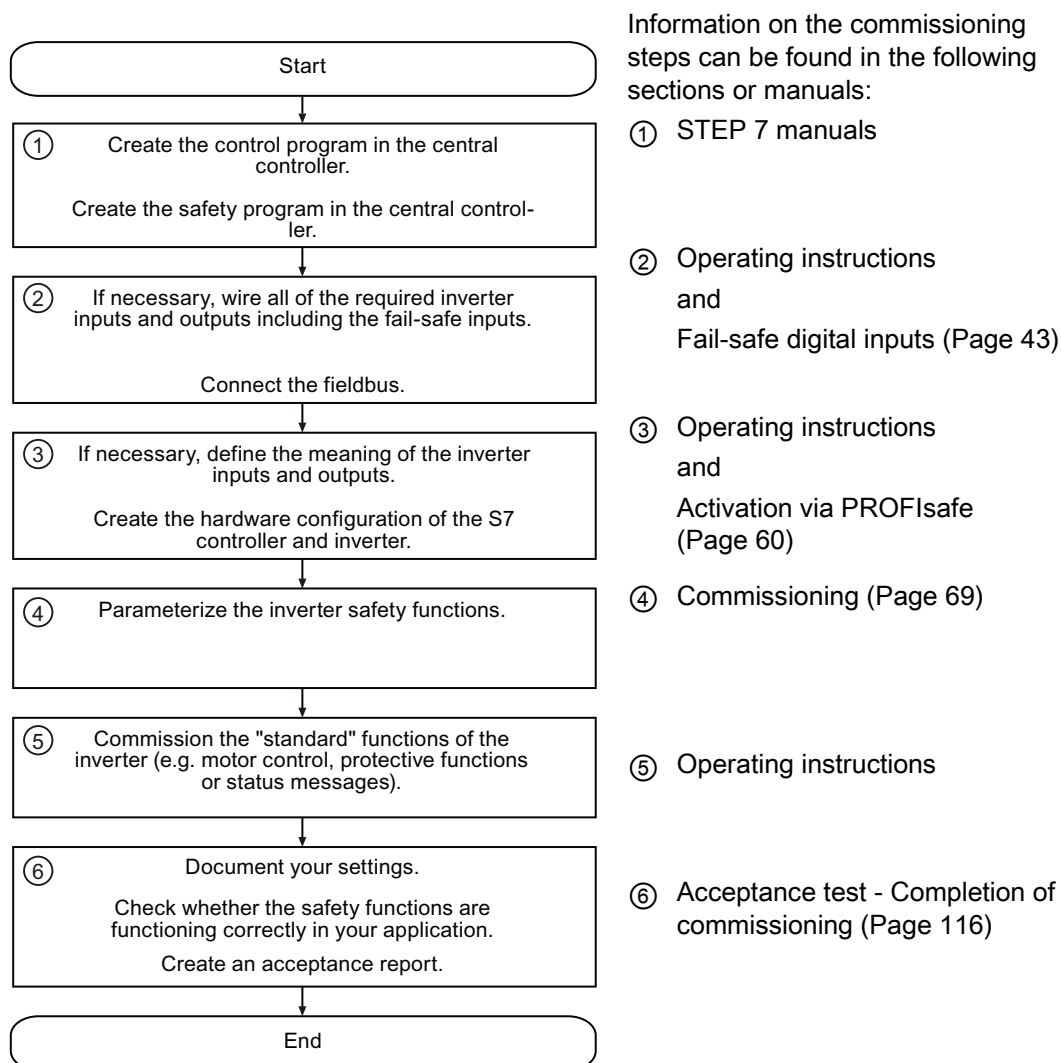 Start
① Create the control program in the central
controller.
Create the safety program in the central control-
ler.
② If necessary, wire all of the required inverter
inputs and outputs including the fail-safe inputs.
Connect the fieldbus.
③ If necessary, define the meaning of the inverter
inputs and outputs.
Create the hardware configuration of the S7
controller and inverter.
④ Parameterize the inverter safety functions.
⑤ Commission the "standard" functions of the
inverter (e.g. motor control, protective functions
or status messages).
⑥ Document your settings.
Check whether the safety functions are
functioning correctly in your application.
Create an acceptance report.
End
Information on the commissioning
steps can be found in the following
sections or manuals:
① STEP 7 manuals
② Operating instructions
and
Fail-safe digital inputs (Page 43)
③ Operating instructions
and
Activation via PROFIsafe
(Page 60)
④ Commissioning (Page 69)
⑤ Operating instructions
⑥ Acceptance test - Completion of
commissioning (Page 116)